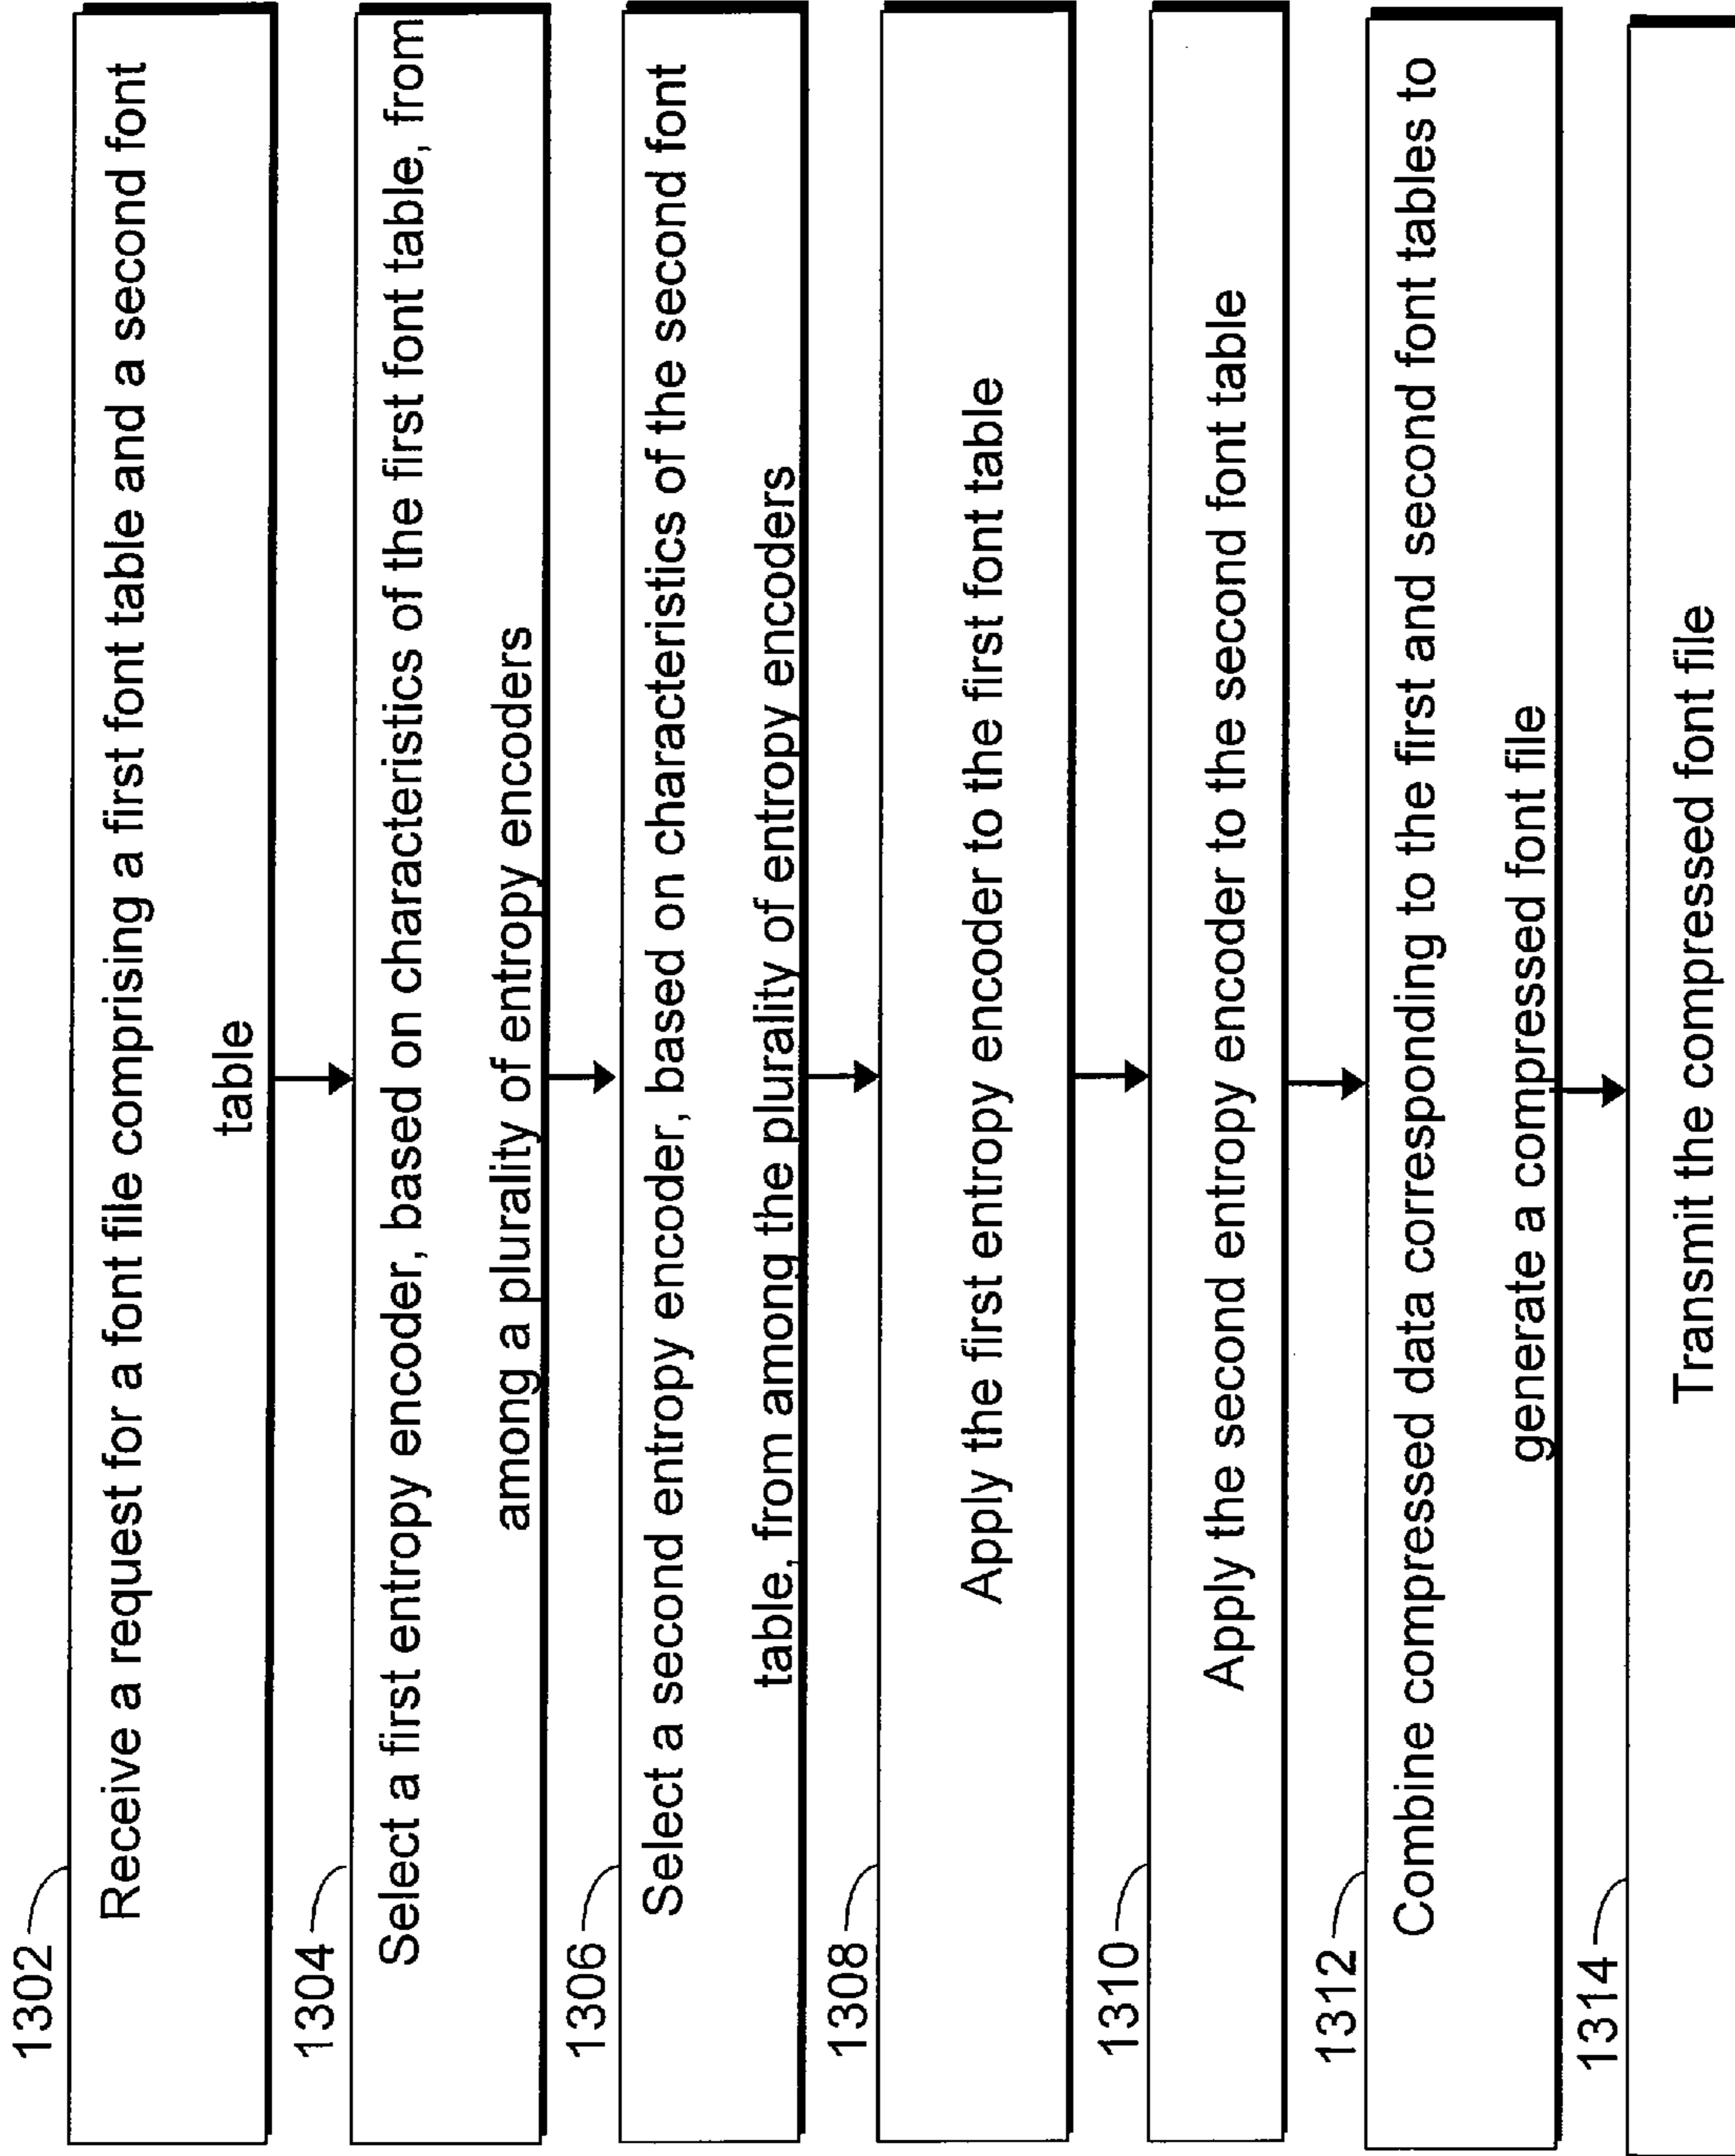 1302
Receive a request for a font file comprising a first font table and a second font
table
1304
Select a first entropy encoder, based on characteristics of the first font table, from
among a plurality of entropy encoders
1306
Select a second entropy encoder, based on characteristics of the second font
table, from among the plurality of entropy encoders
1308
Apply the first entropy encoder to the first font table
1310
Apply the second entropy encoder to the second font table
1312
Combine compressed data corresponding to the first and second font tables to
generate a compressed font file
1314
Transmit the compressed font file